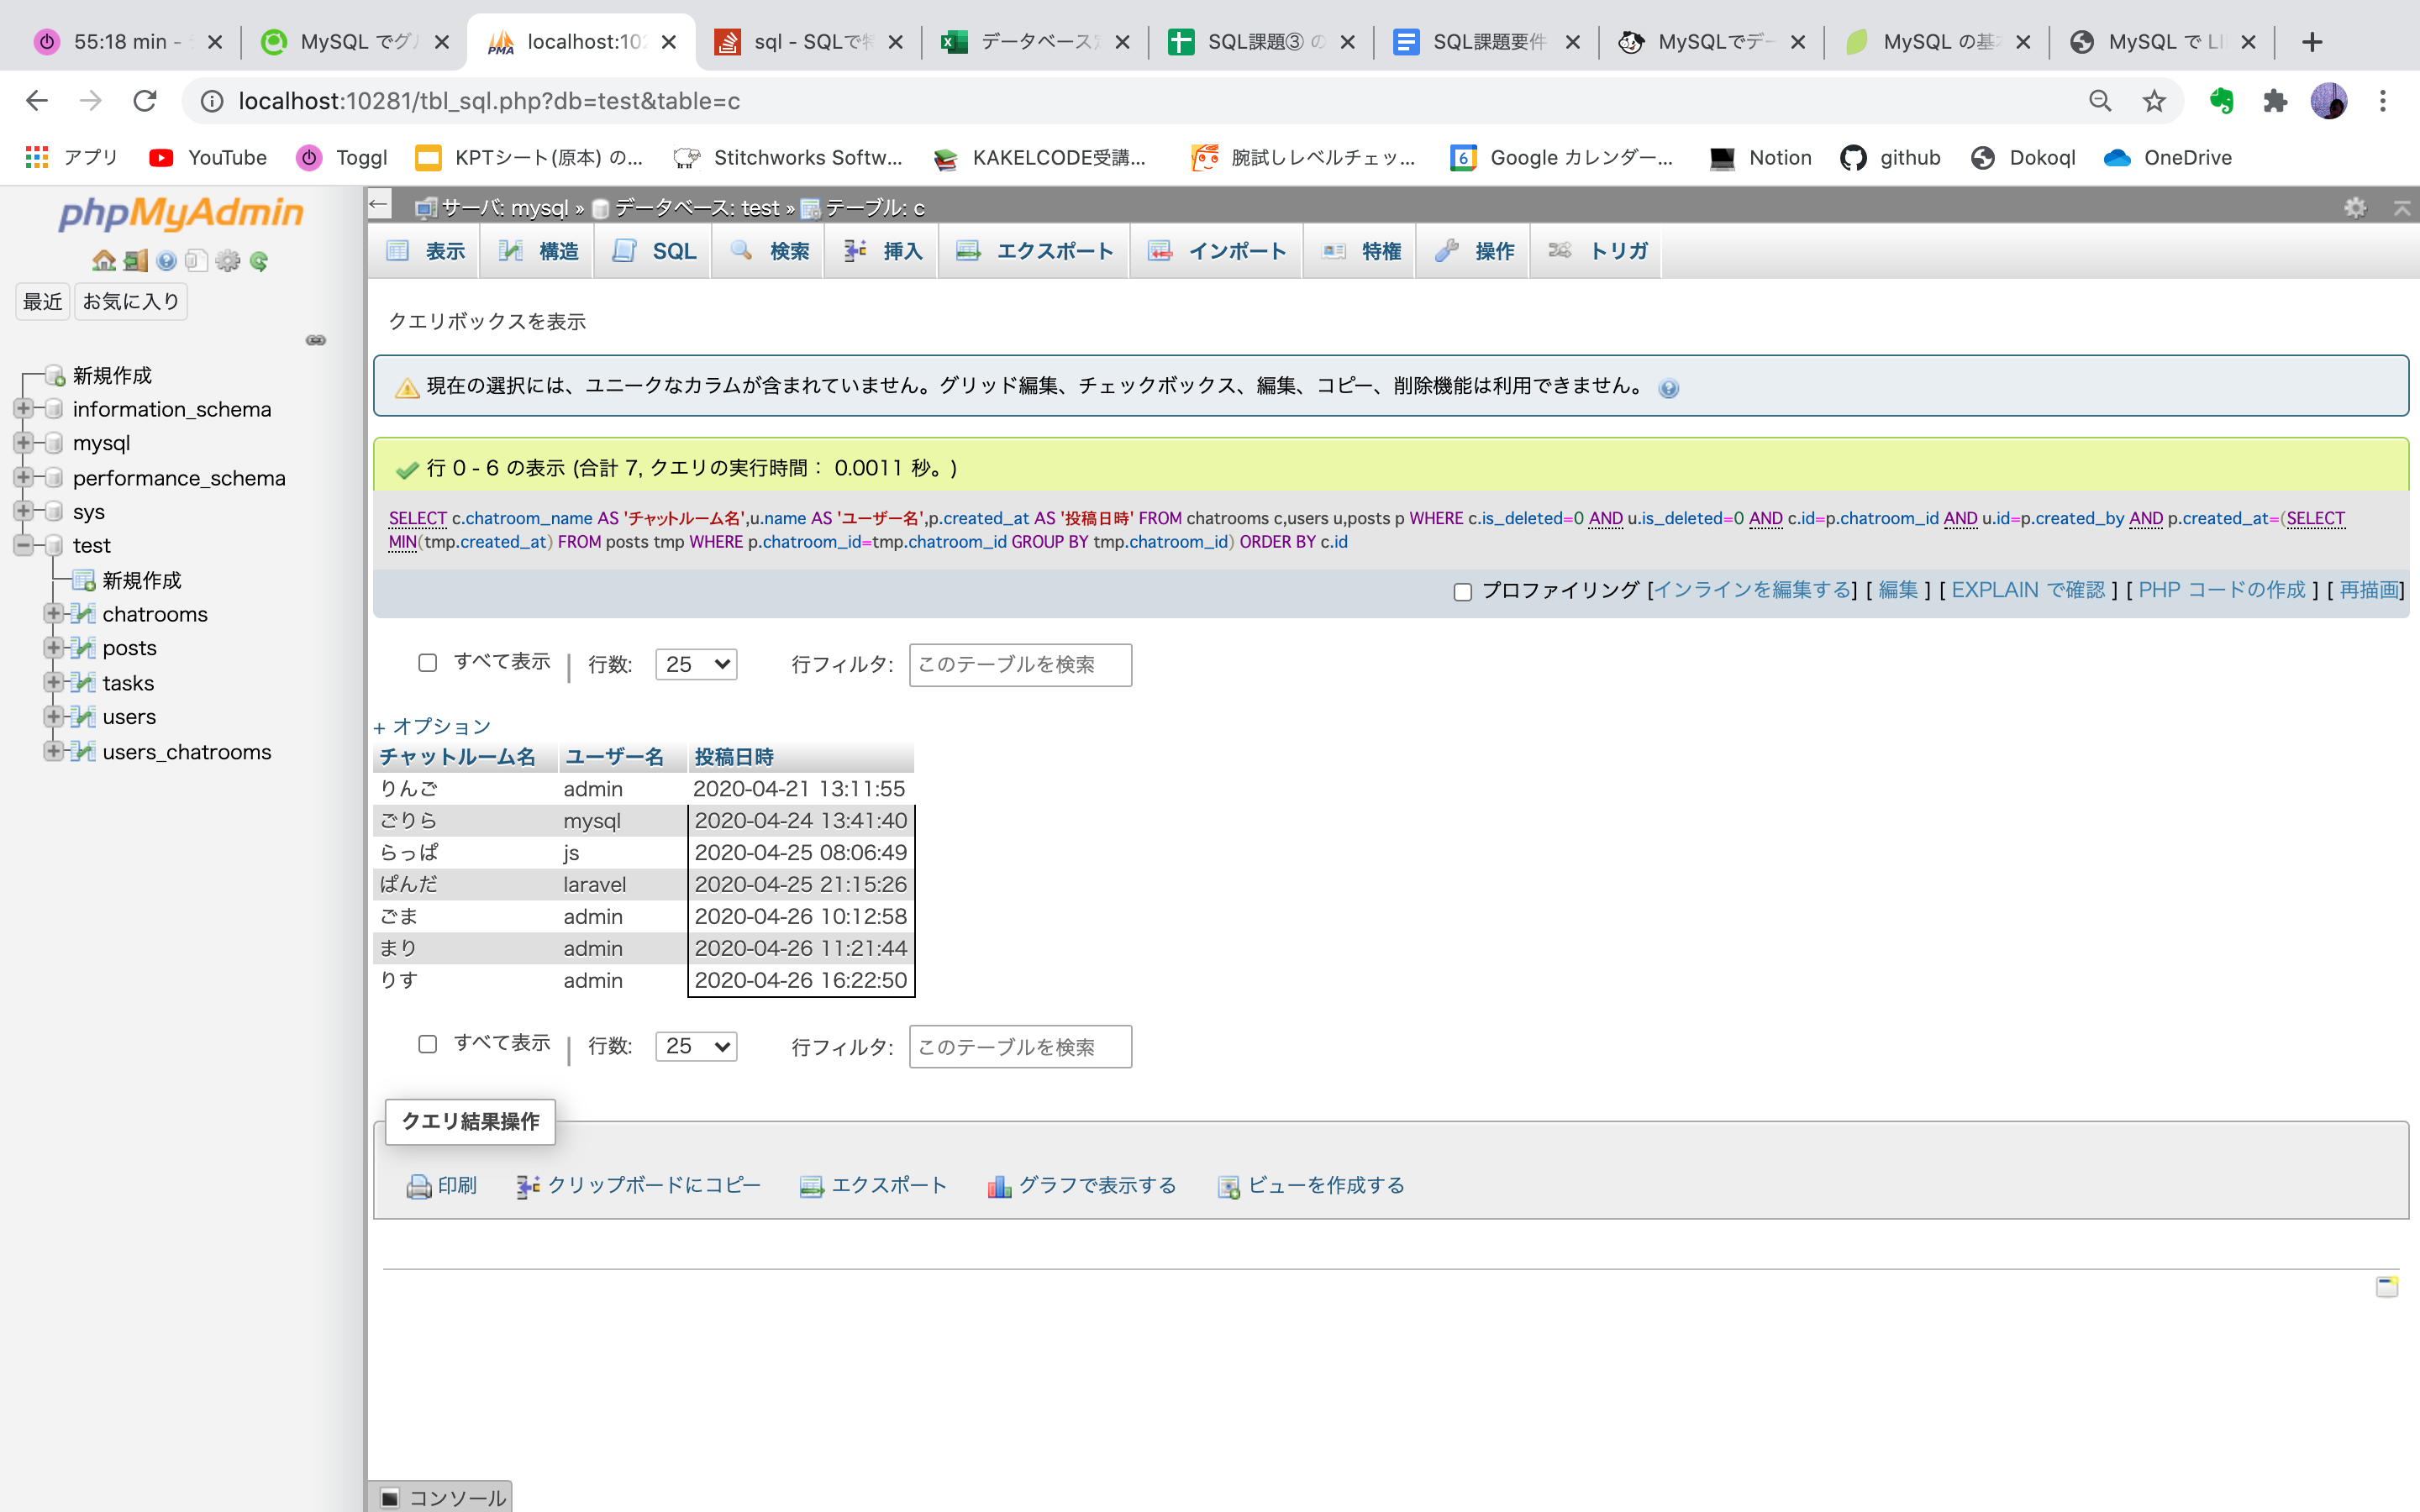 55:18 min -
MySQL でグ
localhost:10
sql - SQLで
データベース
SQL課題③ の
SQL課題要件
MySQLでデー
MySQL の基
MySQL で LI
localhost:10281/tbl_sql.php?db=test&table=c
アプリ
YouTube
Toggl
KPTシート(原本) の...
Stitchworks Softw...
KAKELCODE受講...
腕試しレベルチェッ...
6
Google カレンダー...
Notion
github
Dokoql
OneDrive
phpMyAdmin
最近
お気に入り
新規作成
information_schema
mysql
performance_schema
sys
test
新規作成
chatrooms
posts
tasks
users
users_chatrooms
サーバ: mysql » データベース: test » テーブル: c
表示
構造
SQL
検索
挿入
エクスポート
インポート
特権
操作
トリガ
クエリボックスを表示
現在の選択には、ユニークなカラムが含まれていません。グリッド編集、チェックボックス、編集、コピー、削除機能は利用できません。
行 0 - 6 の表示 (合計 7, クエリの実行時間： 0.0011 秒。)
SELECT c.chatroom_name AS 'チャットルーム名',u.name AS 'ユーザー名',p.created_at AS '投稿日時' FROM chatrooms c,users u,posts p WHERE c.is_deleted=0 AND u.is_deleted=0 AND c.id=p.chatroom_id AND u.id=p.created_by AND p.created_at=(SELECT
MIN(tmp.created_at) FROM posts tmp WHERE p.chatroom_id=tmp.chatroom_id GROUP BY tmp.chatroom_id) ORDER BY c.id
プロファイリング [インラインを編集する] [ 編集 ] [ EXPLAIN で確認 ] [ PHP コードの作成 ] [ 再描画]
すべて表示 | 行数: 25 行フィルタ: このテーブルを検索
+ オプション
チャットルーム名 ユーザー名 投稿日時
りんご admin 2020-04-21 13:11:55
ごりら mysql 2020-04-24 13:41:40
らっぱ js 2020-04-25 08:06:49
ぱんだ laravel 2020-04-25 21:15:26
ごま admin 2020-04-26 10:12:58
まり admin 2020-04-26 11:21:44
りす admin 2020-04-26 16:22:50
すべて表示 | 行数: 25 行フィルタ: このテーブルを検索
クエリ結果操作
印刷
クリップボードにコピー
エクスポート
グラフで表示する
ビューを作成する
コンソール